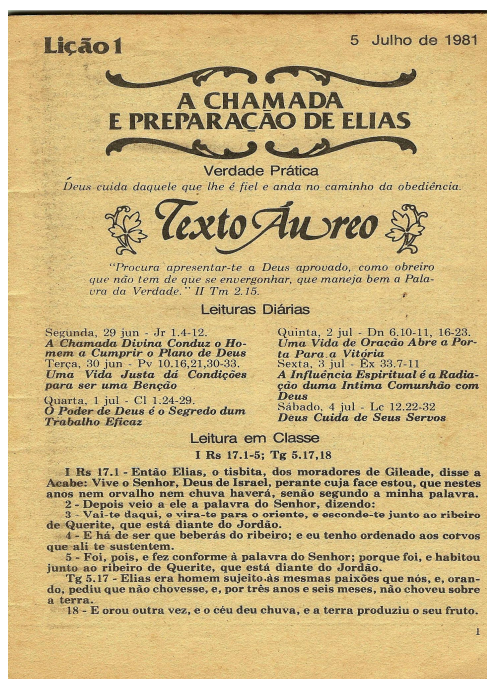 Lição 1
5 Julho de 1981
A CHAMADA
E PREPARAÇÃO DE ELIAS
Verdade Prática
Deus cuida daquele que lhe é fiel e anda no caminho da obediência.
Texto Áureo
"Procura apresentar-te a Deus aprovado, como obreiro
que não tem de que se envergonhar, que maneja bem a Pala-
vra da Verdade." II Tm 2.15.
Leituras Diárias
Segunda, 29 jun - Jr 1.4-12.
A Chamada Divina Conduz o Ho-
mem a Cumprir o Plano de Deus
Terça, 30 jun - Pv 10.16,21,30-33.
Uma Vida Justa dá Condições
para ser uma Benção
Quarta, 1 jul - Cl 1.24-29.
O Poder de Deus é o Segredo dum
Trabalho Eficaz
Quinta, 2 jul - Dn 6.10-11, 16-23.
Uma Vida de Oração Abre a Por-
ta Para a Vitória
Sexta, 3 jul - Êx 33.7-11
A Influência Espiritual é a Radia-
ção duma Intima Comunhão com
Deus
Sábado, 4 jul - Lc 12.22-32
Deus Cuida de Seus Servos
Leitura em Classe
I Rs 17.1-5; Tg 5.17,18
I Rs 17.1 - Então Elias, o tisbita, dos moradores de Gileade, disse a
Acabe: Vive o Senhor, Deus de Israel, perante cuja face estou, que nestes
anos nem orvalho nem chuva haverá, senão segundo a minha palavra.
2 - Depois veio a ele a palavra do Senhor, dizendo:
3 - Vai-te daqui, e vira-te para o oriente, e esconde-te junto ao ribeiro
de Querite, que está diante do Jordão.
4 - E há de ser que beberás do ribeiro; e eu tenho ordenado aos corvos
que ali te sustentem.
5 - Foi, pois, e fez conforme à palavra do Senhor; porque foi, e habitou
junto ao ribeiro de Querite, que está diante do Jordão.
Tg 5.17 - Elias era homem sujeito às mesmas paixões que nós, e, oran-
do, pediu que não chovesse, e, por três anos e seis meses, não choveu sobre
a terra.
18 - E orou outra vez, e o céu deu chuva, e a terra produziu o seu fruto.
1